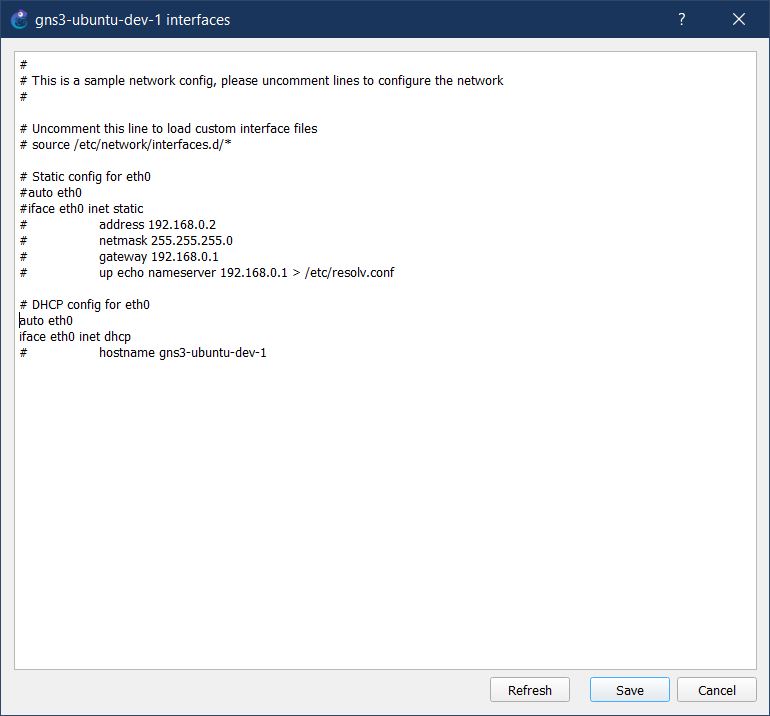 gns3-ubuntu-dev-1 interfaces
?
#
# This is a sample network config, please uncomment lines to configure the network
#
# Uncomment this line to load custom interface files
# source /etc/network/interfaces.d/*
# Static config for eth0
#auto eth0
#iface eth0 inet static
# address 192.168.0.2
# netmask 255.255.255.0
# gateway 192.168.0.1
# up echo nameserver 192.168.0.1 > /etc/resolv.conf
# DHCP config for eth0
auto eth0
iface eth0 inet dhcp
# hostname gns3-ubuntu-dev-1
Refresh Save Cancel